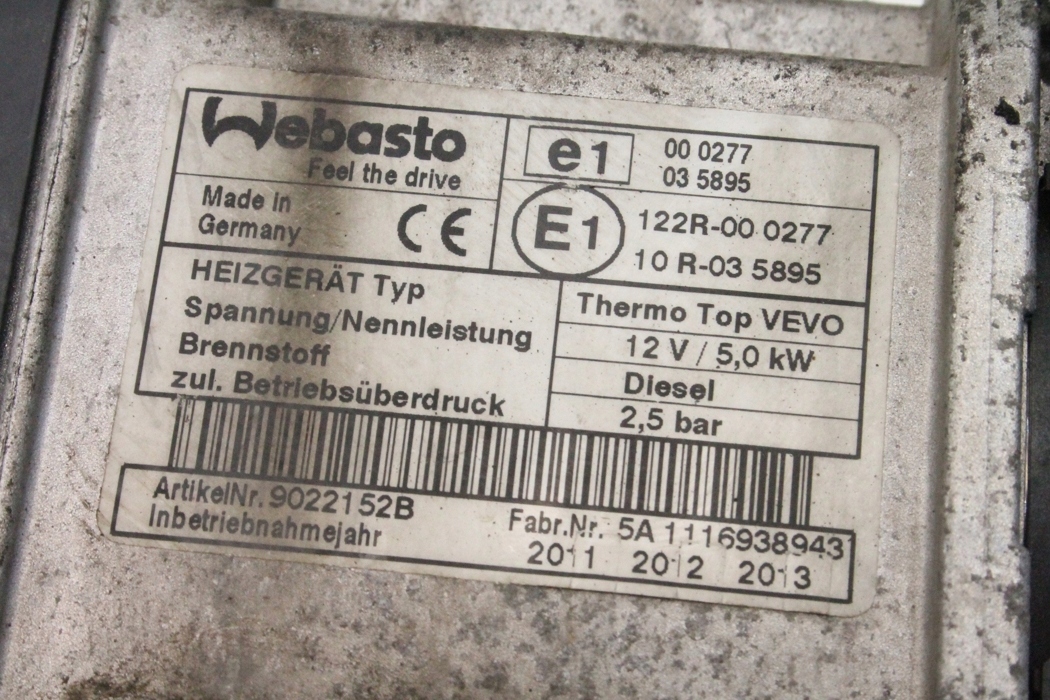 Webasto
Feel the drive
Made in
Germany
CE
e1
00 0277
03 5895
E1
122R-00 0277
10 R-03 5895
HEIZGERÄT Typ
Thermo Top VEVO
Spannung/Nennleistung
12 V / 5,0 kW
Brennstoff
Diesel
zul. Betriebsüberdruck
2,5 bar
ArtikelNr. 9022152B
Fabr.Nr. 5A 1116938943
Inbetriebnahmejahr
2011 2012 2013